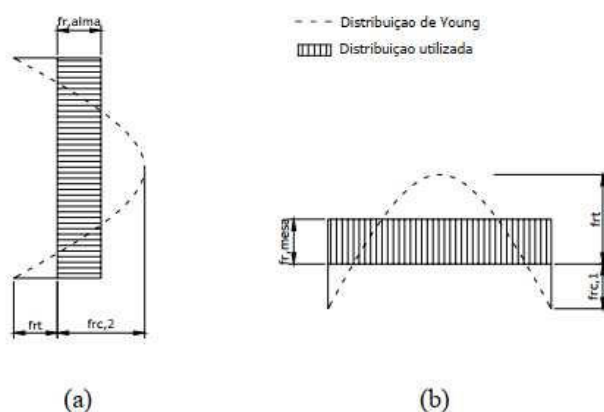 fr,alma
Distribuiçao de Young
Distribuiçao utilizada
fr,mesa
frt
frc,1
frt
frc,2
(a)
(b)